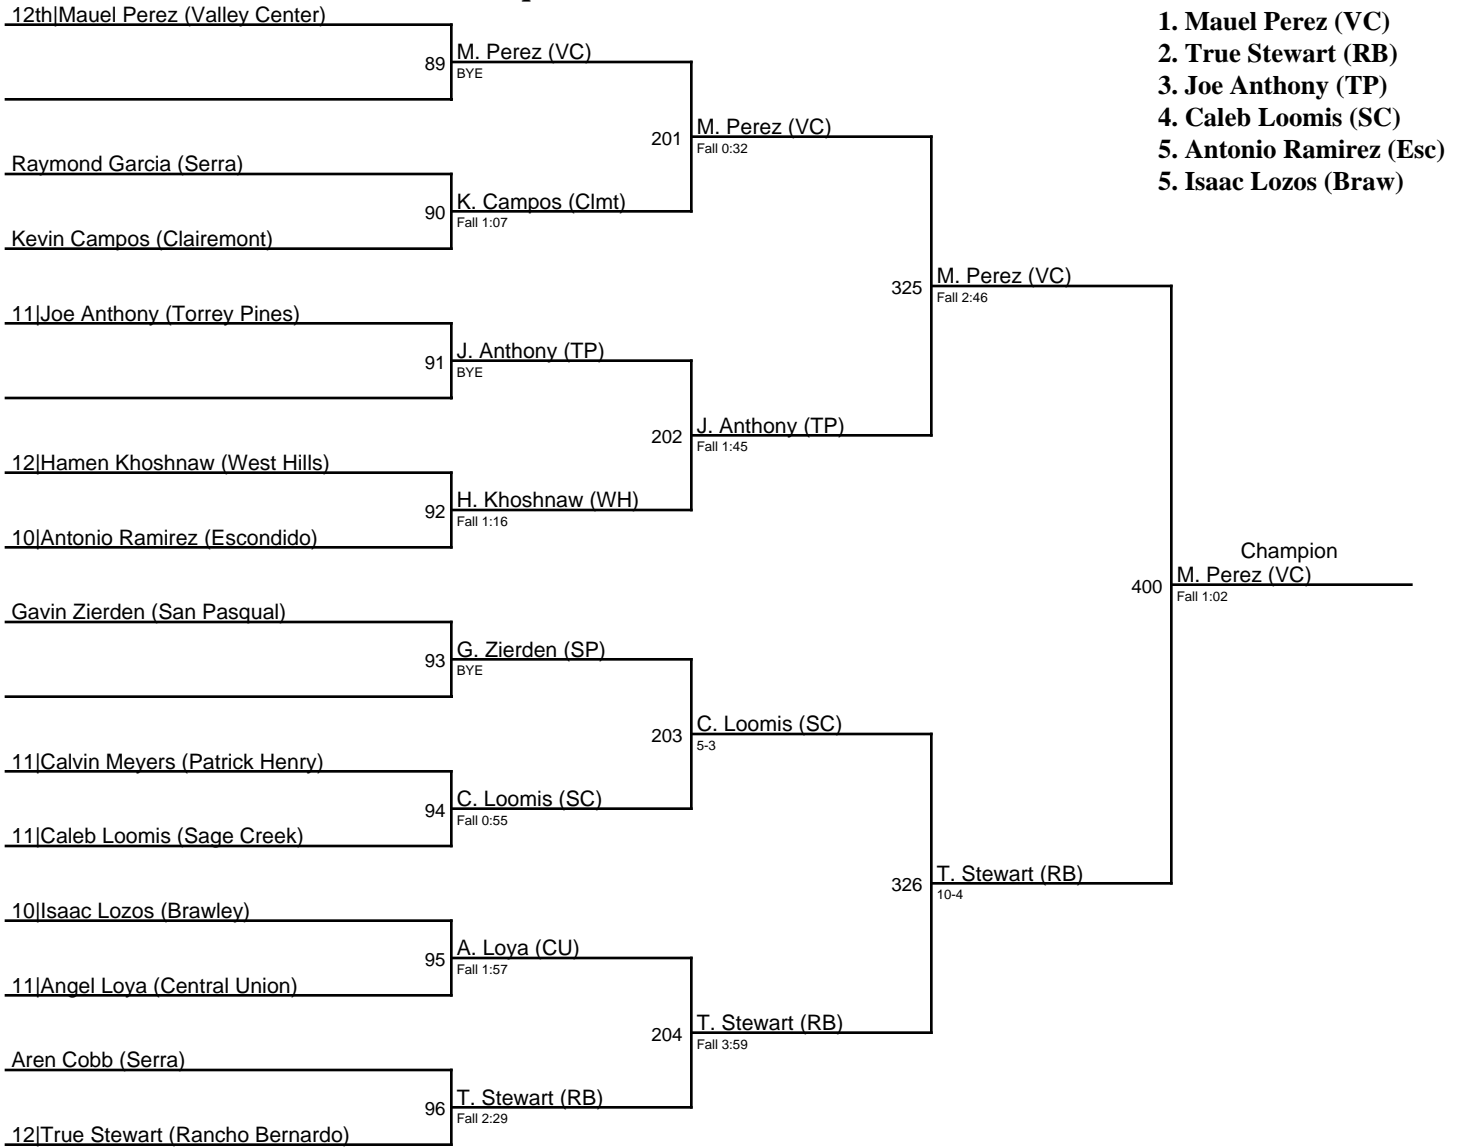 12th|Mauel Perez (Valley Center)
89
M. Perez (VC)
BYE
201
M. Perez (VC)
Fall 0:32
Raymond Garcia (Serra)
90
K. Campos (Clmt)
Fall 1:07
Kevin Campos (Clairemont)
325
M. Perez (VC)
Fall 2:46
11|Joe Anthony (Torrey Pines)
91
J. Anthony (TP)
BYE
202
J. Anthony (TP)
Fall 1:45
12|Hamen Khoshnaw (West Hills)
92
H. Khoshnaw (WH)
Fall 1:16
10|Antonio Ramirez (Escondido)
400
Champion
M. Perez (VC)
Fall 1:02
Gavin Zierden (San Pasqual)
93
G. Zierden (SP)
BYE
203
C. Loomis (SC)
5-3
11|Calvin Meyers (Patrick Henry)
94
C. Loomis (SC)
Fall 0:55
11|Caleb Loomis (Sage Creek)
326
T. Stewart (RB)
10-4
10|Isaac Lozos (Brawley)
95
A. Loya (CU)
Fall 1:57
11|Angel Loya (Central Union)
204
T. Stewart (RB)
Fall 3:59
Aren Cobb (Serra)
96
T. Stewart (RB)
Fall 2:29
12|True Stewart (Rancho Bernardo)
1. Mauel Perez (VC)
2. True Stewart (RB)
3. Joe Anthony (TP)
4. Caleb Loomis (SC)
5. Antonio Ramirez (Esc)
5. Isaac Lozos (Braw)